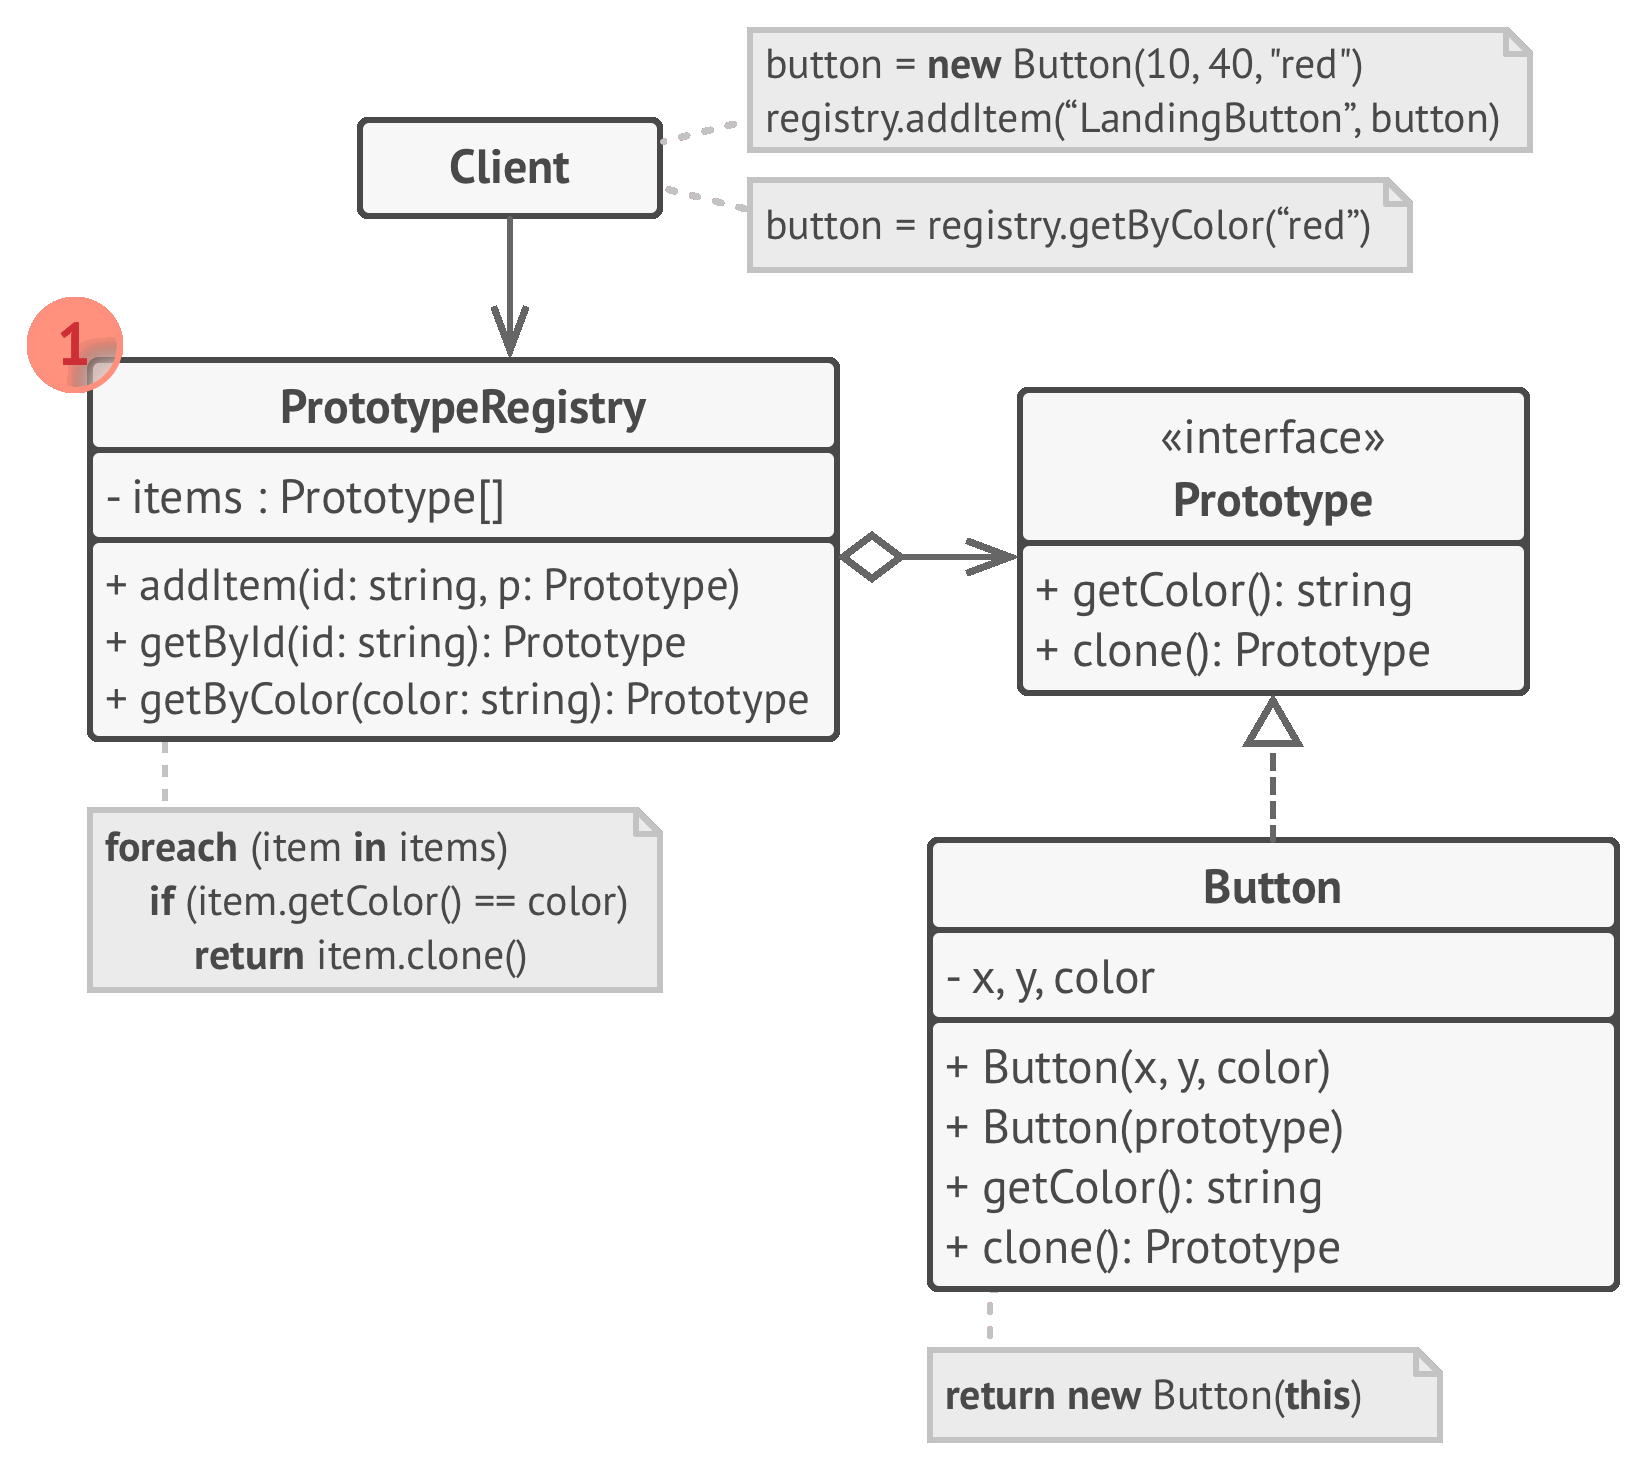 button = new Button(10, 40, "red")
registry.addItem(“LandingButton”, button)
Client
button = registry.getByColor(“red”)
1
PrototypeRegistry
- items : Prototype[]
+ addItem(id: string, p: Prototype)
+ getById(id: string): Prototype
+ getByColor(color: string): Prototype
«interface»
Prototype
+ getColor(): string
+ clone(): Prototype
foreach (item in items)
if (item.getColor() == color)
return item.clone()
Button
- x, y, color
+ Button(x, y, color)
+ Button(prototype)
+ getColor(): string
+ clone(): Prototype
return new Button(this)